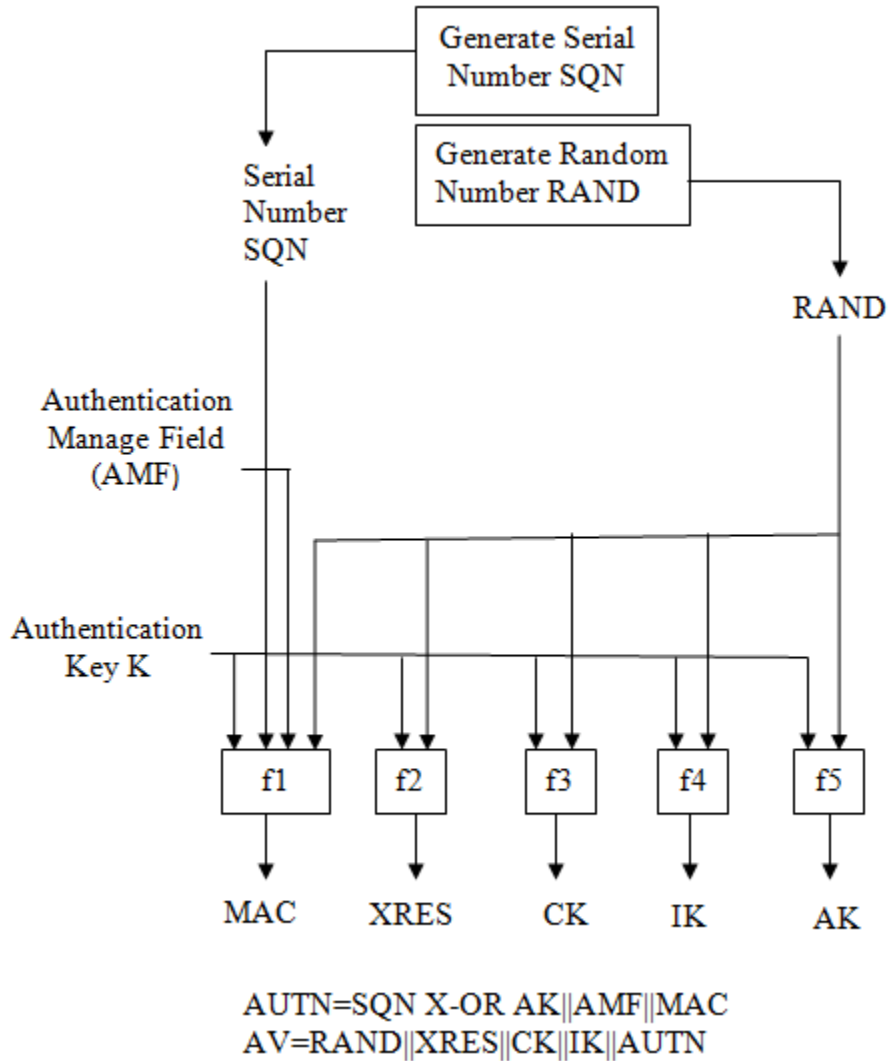 Generate Serial
Number SQN
Generate Random
Number RAND
Serial
Number
SQN
RAND
Authentication
Manage Field
(AMF)
Authentication
Key K
f1
f2
f3
f4
f5
MAC
XRES
CK
IK
AK
AUTN=SQN X-OR AK||AMF||MAC
AV=RAND||XRES||CK||IK||AUTN